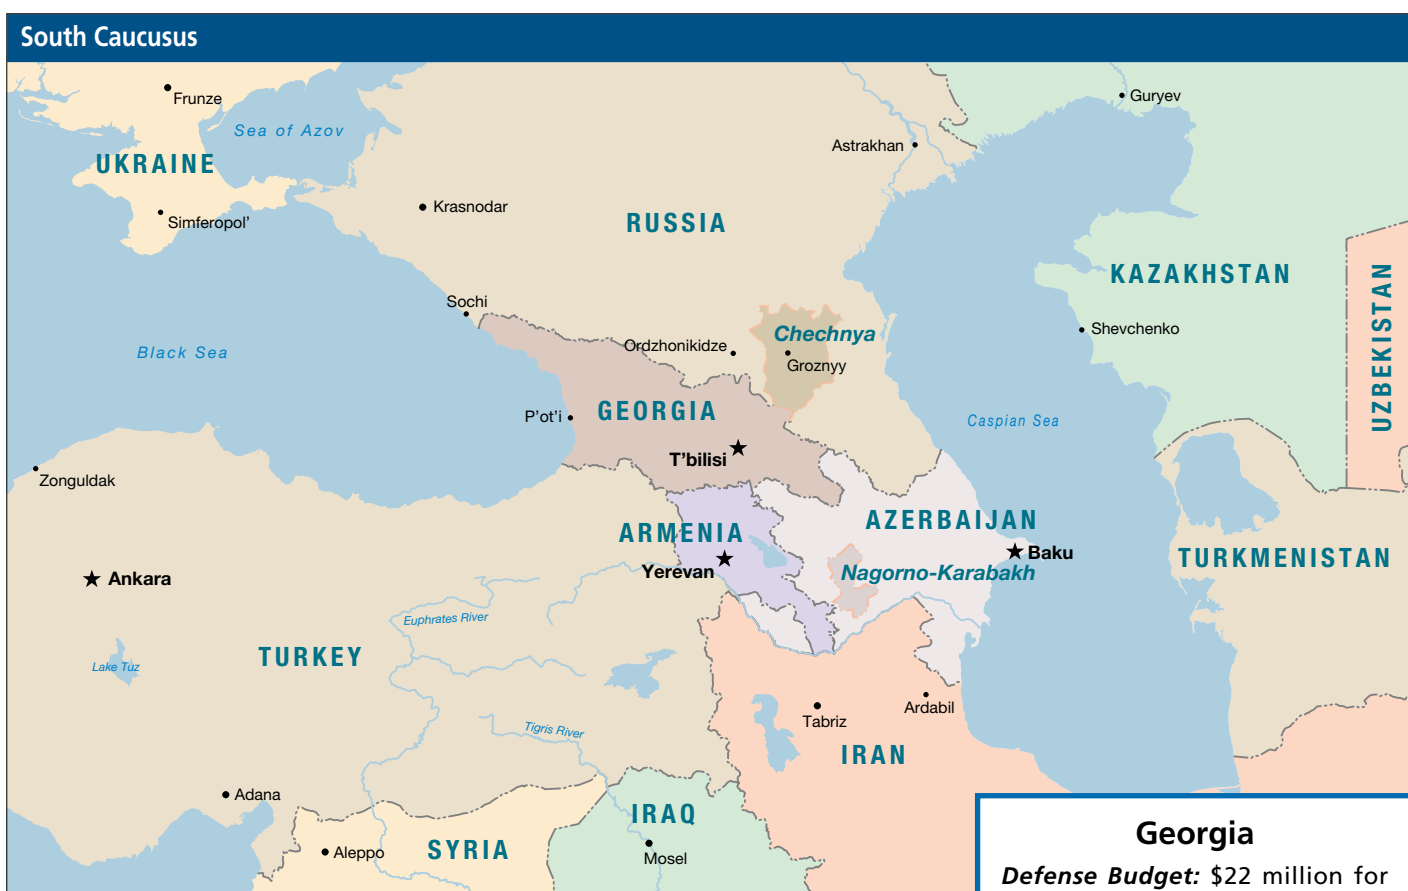 South Caucusus
Frunze
Guryev
Sea of Azov
Astrakhan
UKRAINE
Krasnodar
Simferopol'
RUSSIA
KAZAKHSTAN
UZBEKISTAN
Sochi
Chechnya
Shevchenko
Black Sea
Ordzhonikidze
Groznyy
P'ot'i
GEORGIA
Caspian Sea
T'bilisi
Zonguldak
AZERBAIJAN
ARMENIA
Baku
TURKMENISTAN
Ankara
Yerevan
Nagorno-Karabakh
Euphrates River
TURKEY
Lake Tuz
Ardabil
Tabriz
Tigris River
IRAN
Adana
IRAQ
Georgia
Aleppo
SYRIA
Mosel
Defense Budget: $22 million for